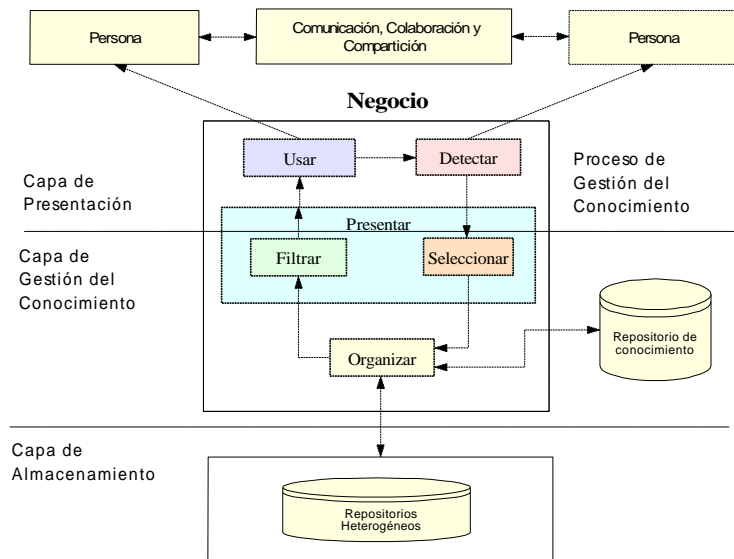 Persona
Comunicación, Colaboración y
Compartición
Persona
Negocio
Usar
Detectar
Capa de
Presentación
Proceso de
Gestión del
Conocimiento
Presentar
Capa de
Gestión del
Conocimiento
Filtrar
Seleccionar
Organizar
Repositorio de
conocimiento
Capa de
Almacenamiento
Repositorios
Heterogéneos